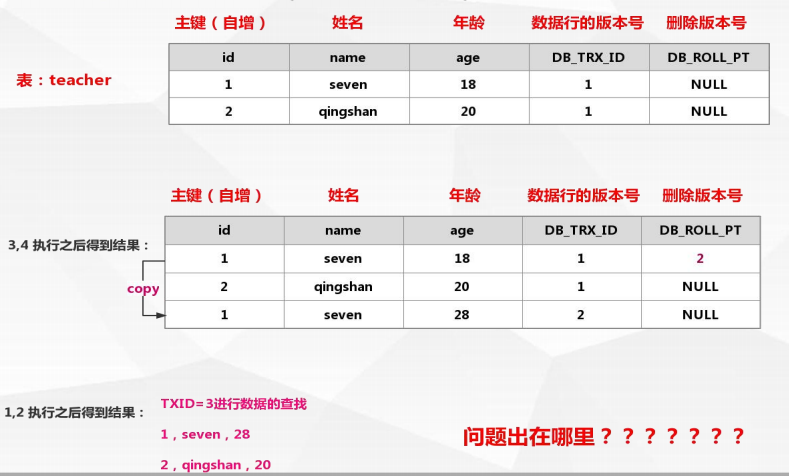 主键（自增） 姓名 年龄 数据行的版本号 删除版本号
id name age DB_TRX_ID DB_ROLL_PT
表：teacher
1 seven 18 1 NULL
2 qingshan 20 1 NULL
主键（自增） 姓名 年龄 数据行的版本号 删除版本号
id name age DB_TRX_ID DB_ROLL_PT
3,4 执行之后得到结果：
1 seven 18 1 2
copy
2 qingshan 20 1 NULL
1 seven 28 2 NULL
1,2 执行之后得到结果：
TXID=3进行数据的查找
1，seven，28
2，qingshan，20
问题出在哪里？？？？？？？